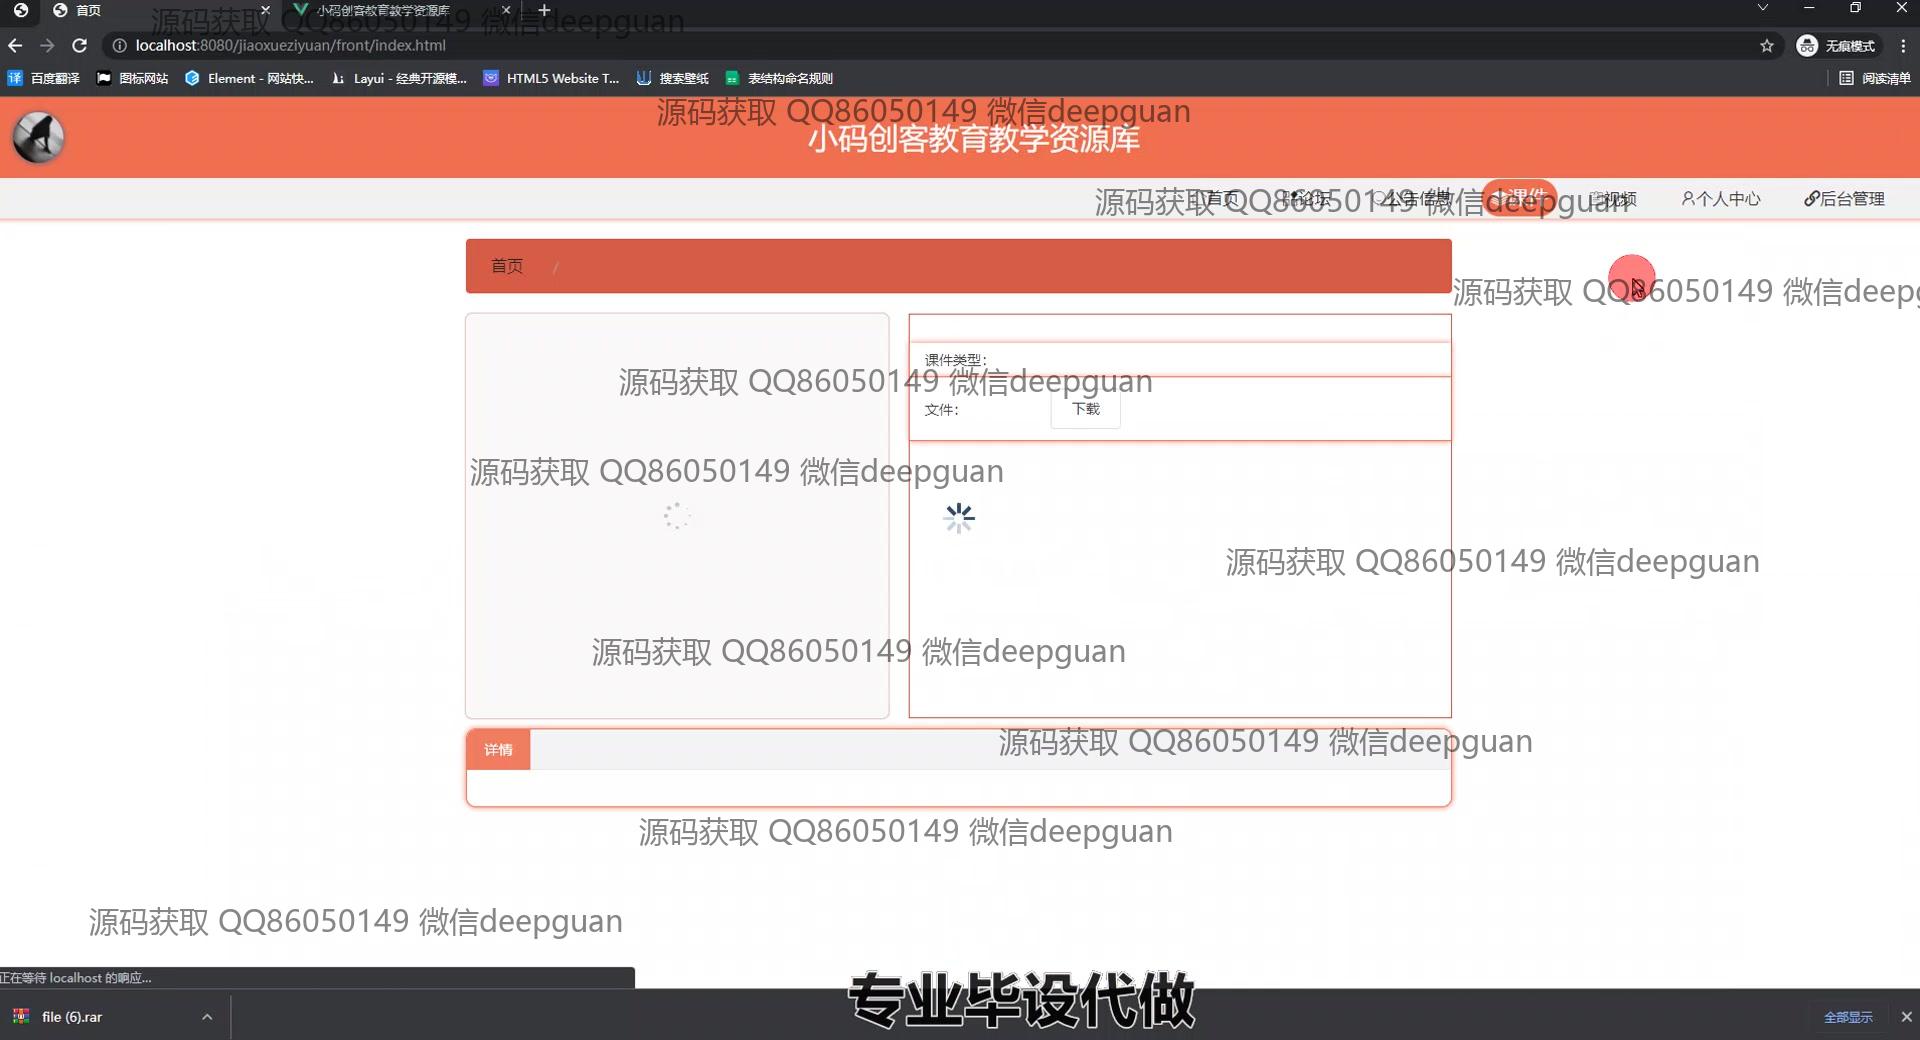 首页
小码创客教育教学资源库
源码获取 QQ86050149 微信deepguan
localhost:8080/jiaoxueziyuan/front/index.html
无痕模式
百度翻译
图标网站
Element - 网站快...
Layui - 经典开源模...
HTML5 Website T...
搜索壁纸
表结构命名规则
阅读清单
源码获取 QQ86050149 微信deepguan
小码创客教育教学资源库
首页
论坛
公告信息
课件
视频
个人中心
后台管理
源码获取 QQ86050149 微信deepguan
首页 /
源码获取 QQ86050149 微信deepg
课件类型:
源码获取 QQ86050149 微信deepguan
文件:
下载
源码获取 QQ86050149 微信deepguan
源码获取 QQ86050149 微信deepguan
源码获取 QQ86050149 微信deepguan
详情
源码获取 QQ86050149 微信deepguan
源码获取 QQ86050149 微信deepguan
源码获取 QQ86050149 微信deepguan
正在等待 localhost 的响应...
专业毕设代做
file (6).rar
全部显示